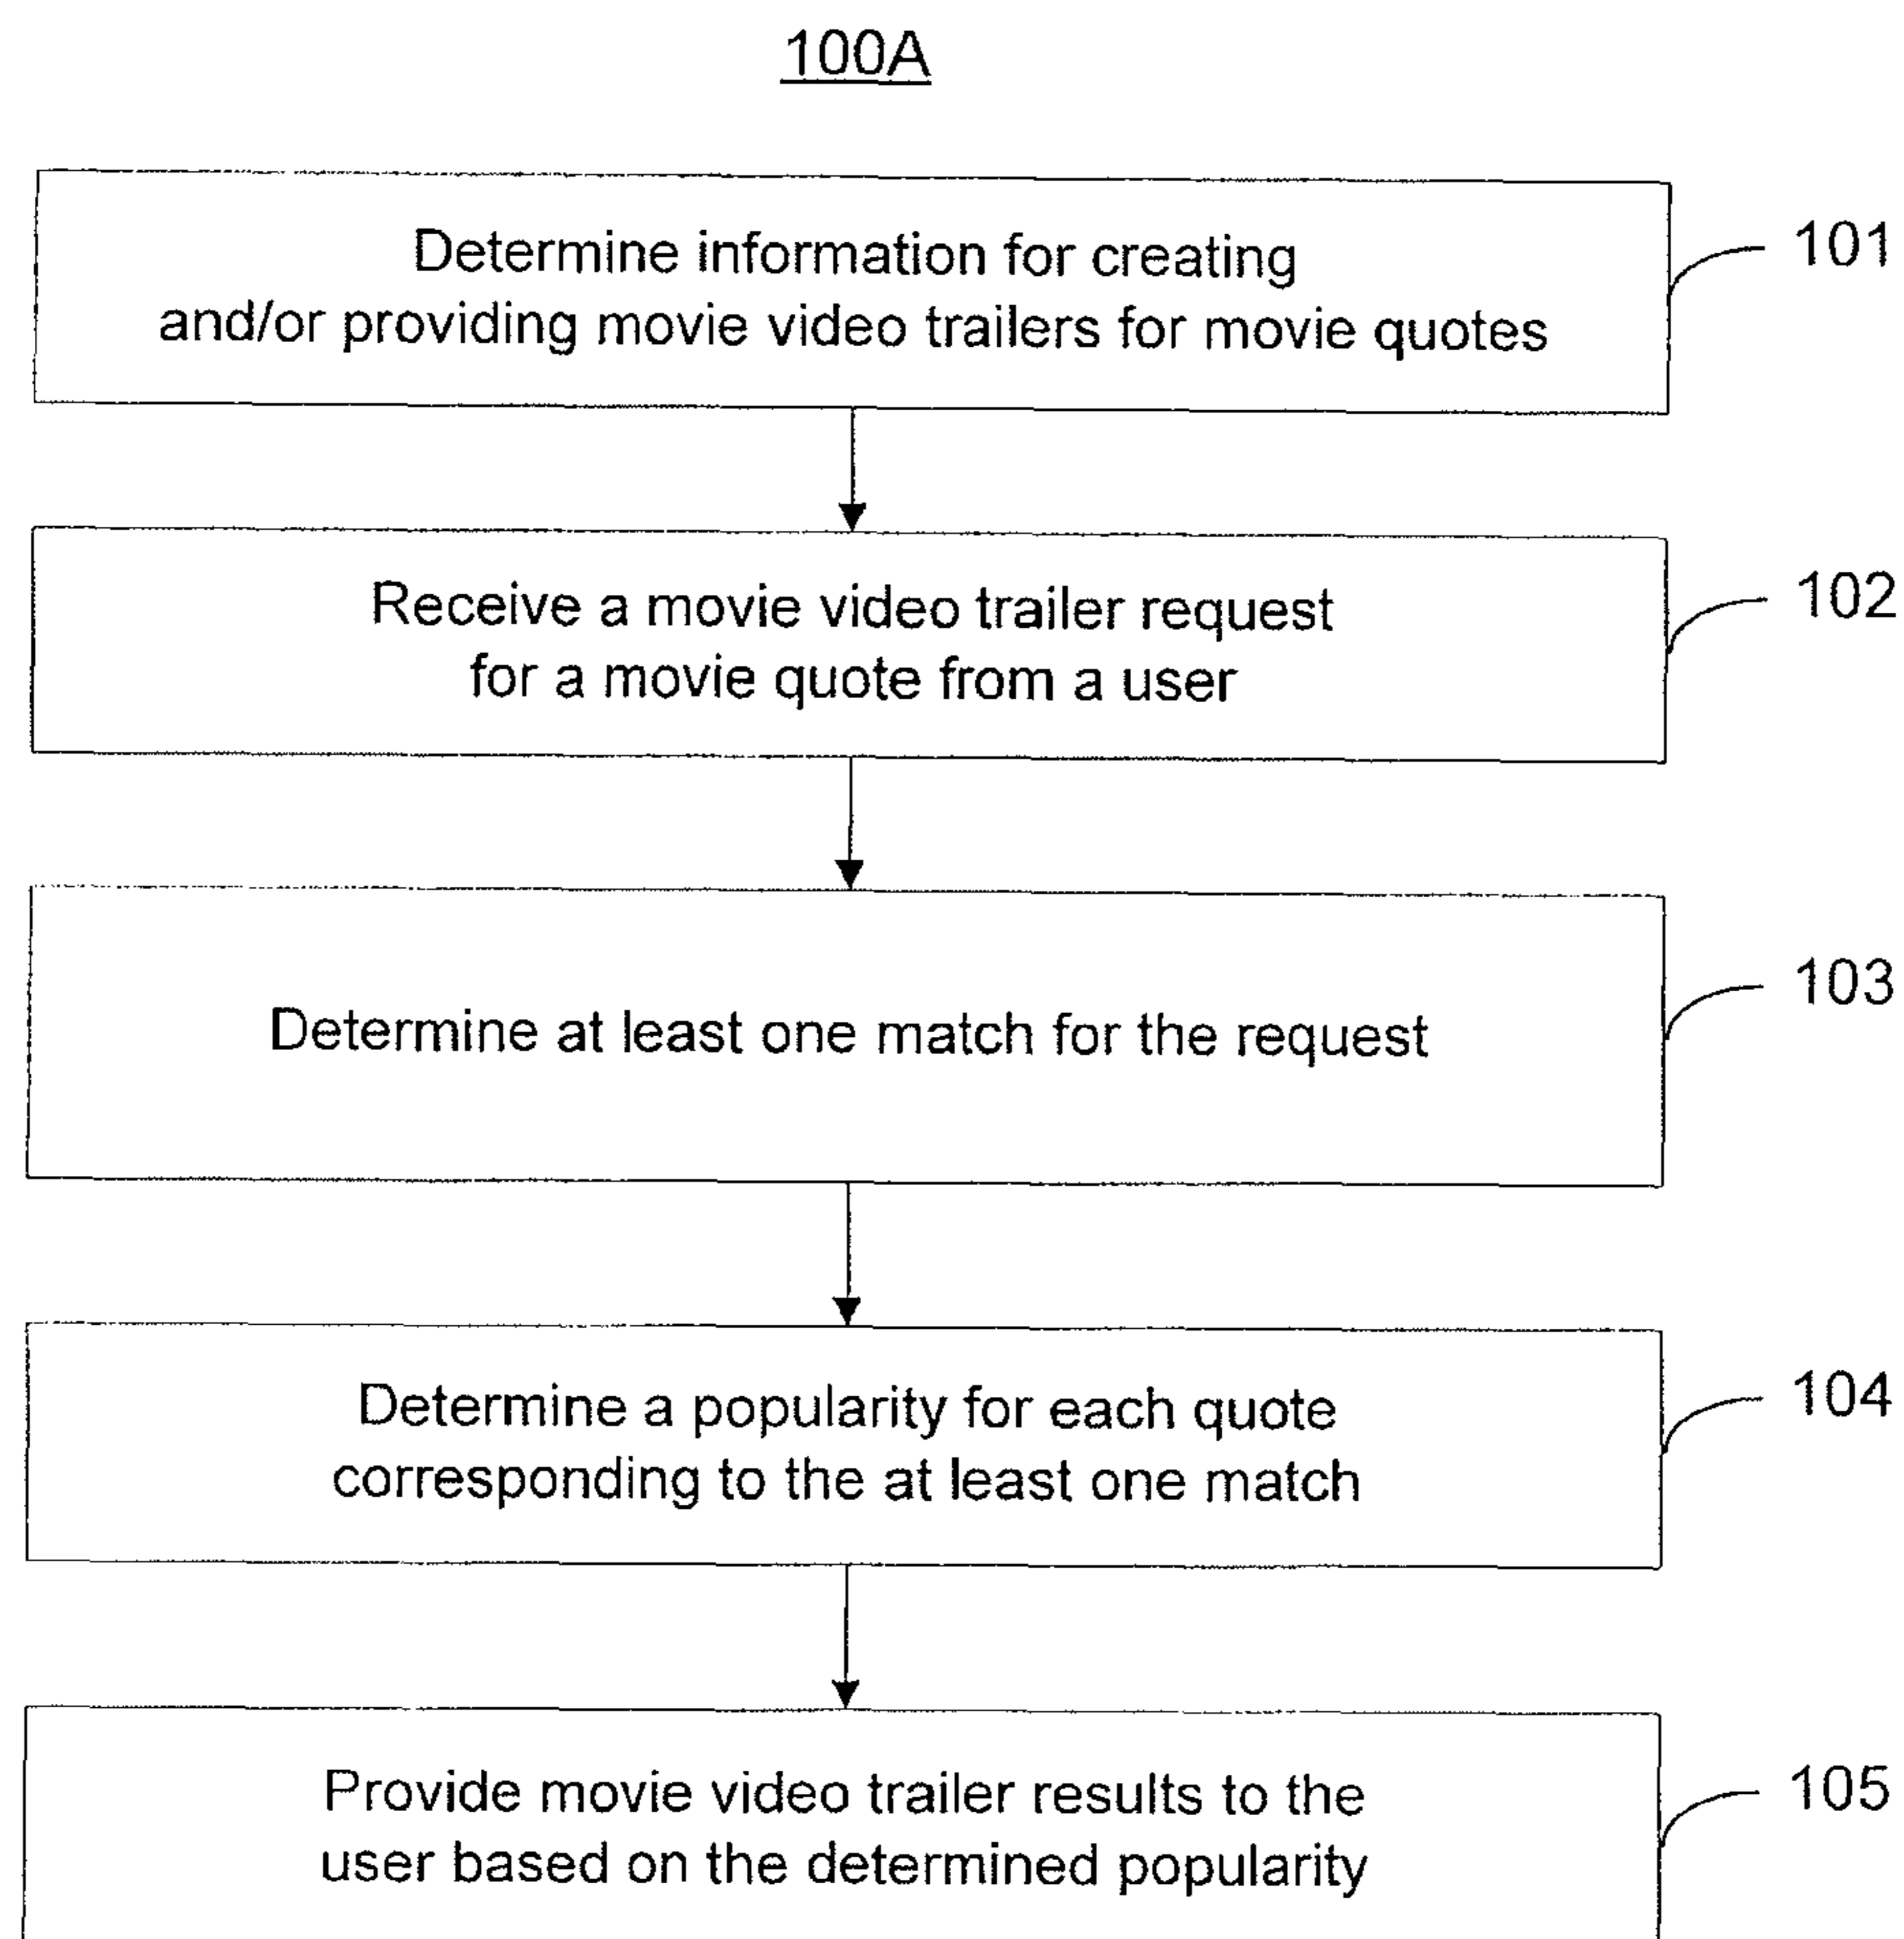 100A
Determine information for creating
and/or providing movie video trailers for movie quotes
101
Receive a movie video trailer request
for a movie quote from a user
102
Determine at least one match for the request
103
Determine a popularity for each quote
corresponding to the at least one match
104
Provide movie video trailer results to the
user based on the determined popularity
105